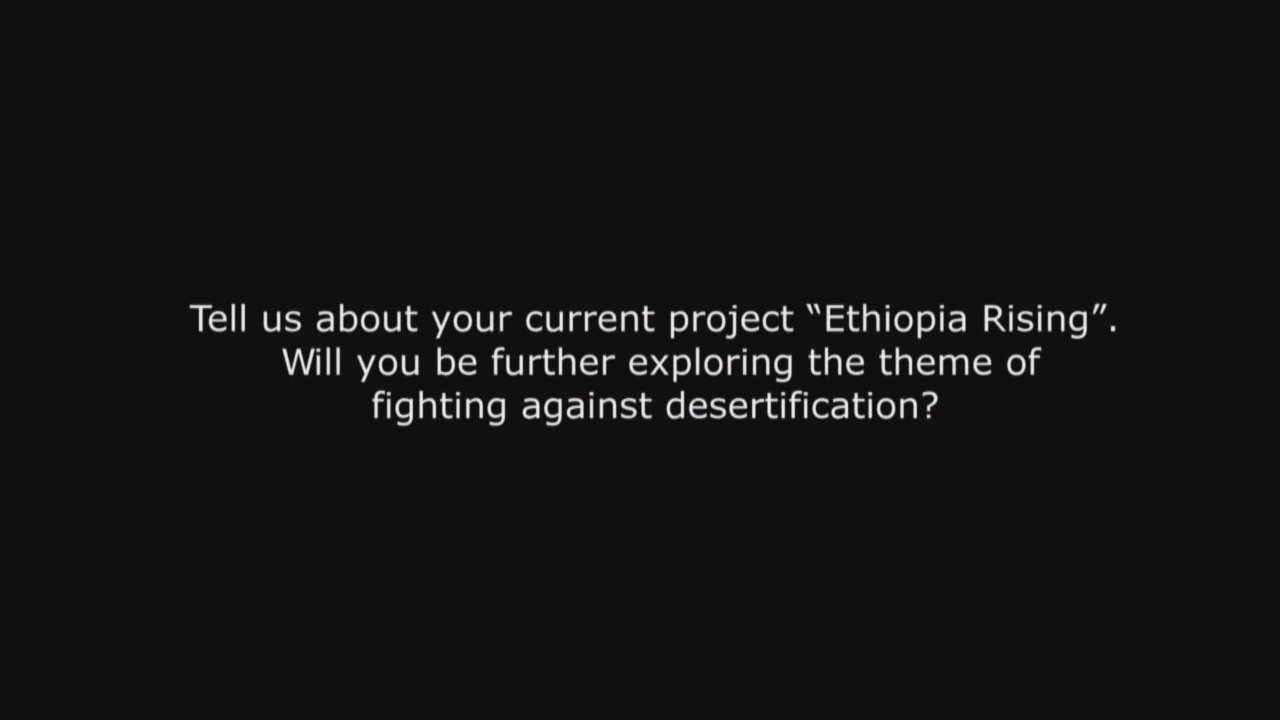 Tell us about your current project “Ethiopia Rising”.
Will you be further exploring the theme of
fighting against desertification?